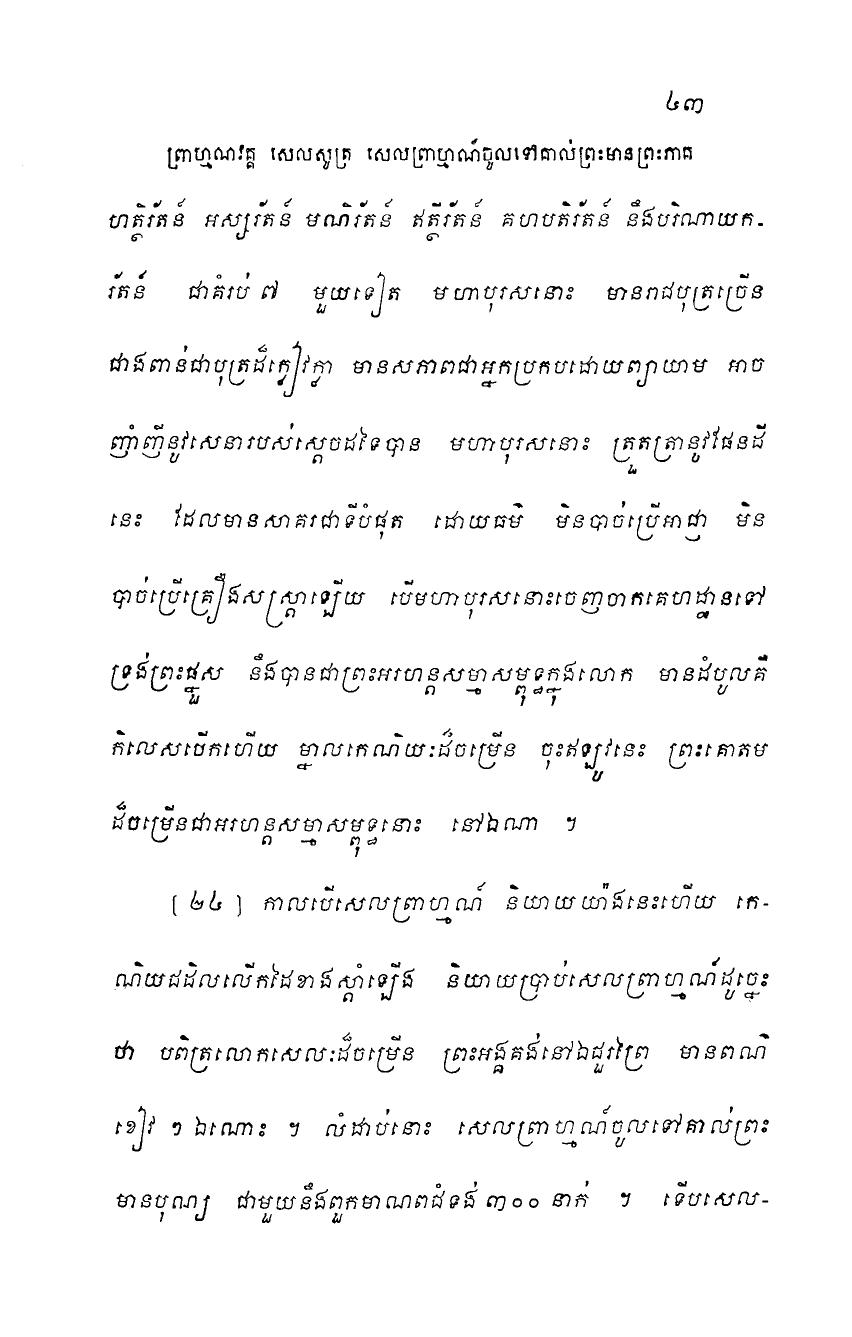 ៤៣
ព្រាហ្មណវគ្គ សេលសូត្រ សេលព្រាហ្មណ៍ចូលទៅគាល់ព្រះមានព្រះភាគ
ហត្ថិរ័តន៍ អស្សរ័តន៍ មណិរ័តន៍ ឥត្ថីរ័តន៍ គហបតិរ័តន៍ នឹងបរិណាយក-
រ័តន៍ ជាគំរប់ ៧ មួយទៀត មហាបុរសនោះ មានរាជបុត្រច្រើន
ជាងពាន់ជាបុត្រដ៏ក្លៀវក្លា មានសភាពជាអ្នកប្រកបដោយព្យាយាម អាច
ញាំញីនូវសេនារបស់ស្តេចដទៃបាន មហាបុរសនោះ ត្រួតត្រានូវផែនដី
នេះ ដែលមានសាគរជាទីបំផុត ដោយធម៌ មិនបាច់ប្រើអាជ្ញា មិន
បាច់ប្រើគ្រឿងសស្ត្រាឡើយ បើមហាបុរសនោះចេញចាកគេហដ្ឋានទៅ
ទ្រង់ព្រះផ្នួស នឹងបានជាព្រះអរហន្តសម្មាសម្ពុទ្ធក្នុងលោក មានដំបូលគឺ
កិលេសបើកហើយ ម្នាលកេណិយៈដ៏ចម្រើន ចុះឥឡូវនេះ ព្រះគោតម
ដ៏ចម្រើនជាអរហន្តសម្មាសម្ពុទ្ធនោះ នៅឯណា ។
[ ២៤ ] កាលបើសេលព្រាហ្មណ៍ និយាយយ៉ាងនេះហើយ កេ-
ណិយជដិលលើកដៃខាងស្តាំឡើង និយាយប្រាប់សេលព្រាហ្មណ៍ដូច្នេះ
ថា បពិត្រលោកសេលៈដ៏ចម្រើន ព្រះអង្គគង់នៅឯជួរព្រៃ មានពណ៌
ខៀវ ៗ ឯណោះ ។ លំដាប់នោះ សេលព្រាហ្មណ៍ចូលទៅគាល់ព្រះ
មានបុណ្យ ជាមួយនឹងពួកមាណពជំទង់ ៣០០ នាក់ ។ ទើបសេល-